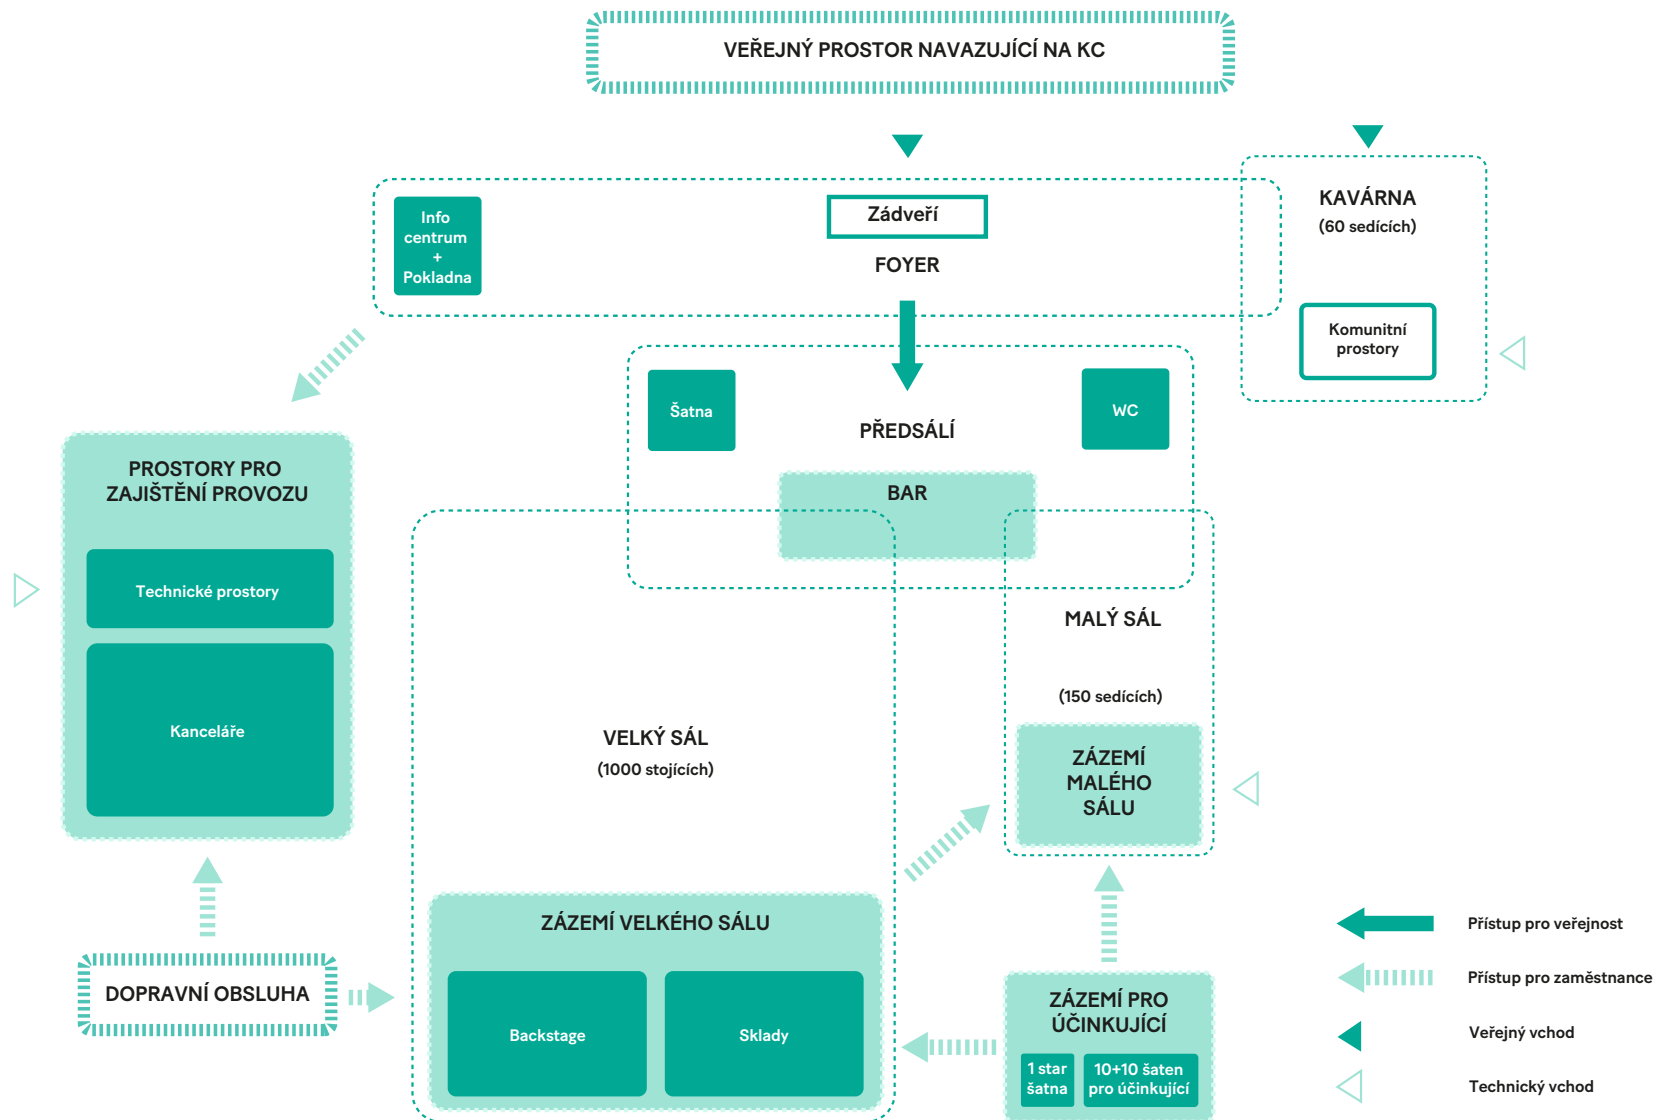 VEŘEJNÝ PROSTOR NAVAZUJÍCÍ NA KC
Info
centrum
+
Pokladna
Zádveří
FOYER
KAVÁRNA
(60 sedících)
Komunitní
prostory
Šatna
PŘEDSÁLÍ
WC
BAR
PROSTORY PRO
ZAJIŠTĚNÍ PROVOZU
Technické prostory
Kanceláře
MALÝ SÁL
(150 sedících)
VELKÝ SÁL
(1000 stojících)
ZÁZEMÍ
MALÉHO
SÁLU
ZÁZEMÍ VELKÉHO SÁLU
Backstage
Sklady
DOPRAVNÍ OBSLUHA
ZÁZEMÍ PRO
ÚČINKUJÍCÍ
1 star
šatna
10+10 šaten
pro účinkující
Přístup pro veřejnost
Přístup pro zaměstnance
Veřejný vchod
Technický vchod